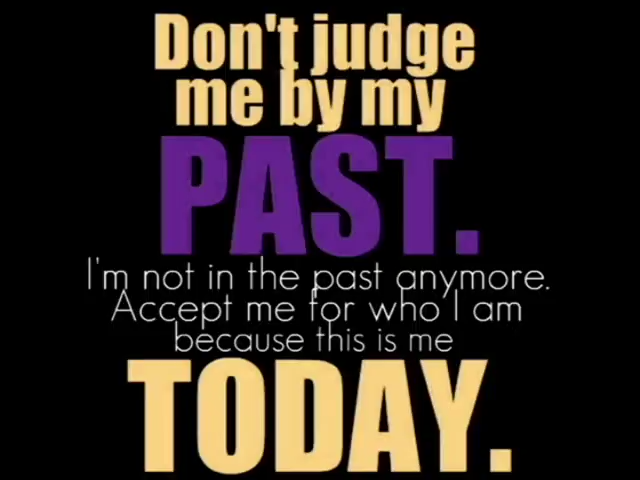 Don't judge
me by my
PAST.
I'm not in the past anymore.
Accept me for who I am
because this is me
TODAY.